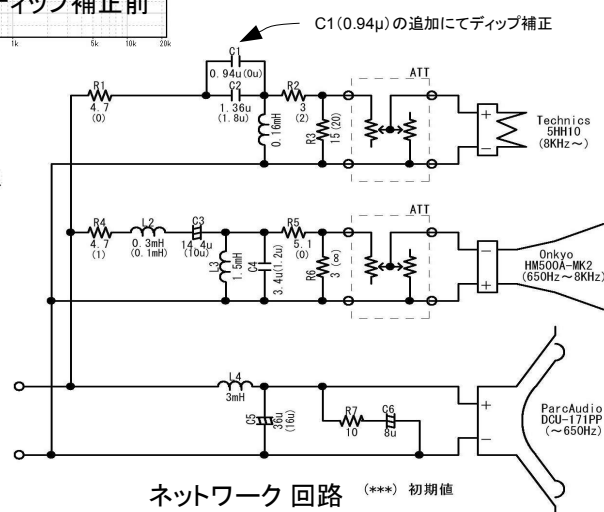 ディップ補正前
1k 5k 10k 20k
C1(0.94μ)の追加にてディップ補正
C1
0.94u(0u)
R1
4.7
(0)
C2
1.36u
(1.8u)
R2
3
(2)
0.16mH
R3
15(20)
ATT
Technics
5HH10
(8KHz～)
R4
4.7
(1)
L2
0.3mH
(0.1mH)
C3
14.4u
(10u)
L3
1.5mH
C4
3.4u(1.2u)
R5
5.1
(0)
R6
3 (8)
ATT
Onkyo
HM500A-MK2
(650Hz～8KHz)
L4
3mH
C5
36u
(16u)
R7
10
C6
8u
ParcAudio
DCU-171PP
(～650Hz)
ネットワーク 回路 (***) 初期値